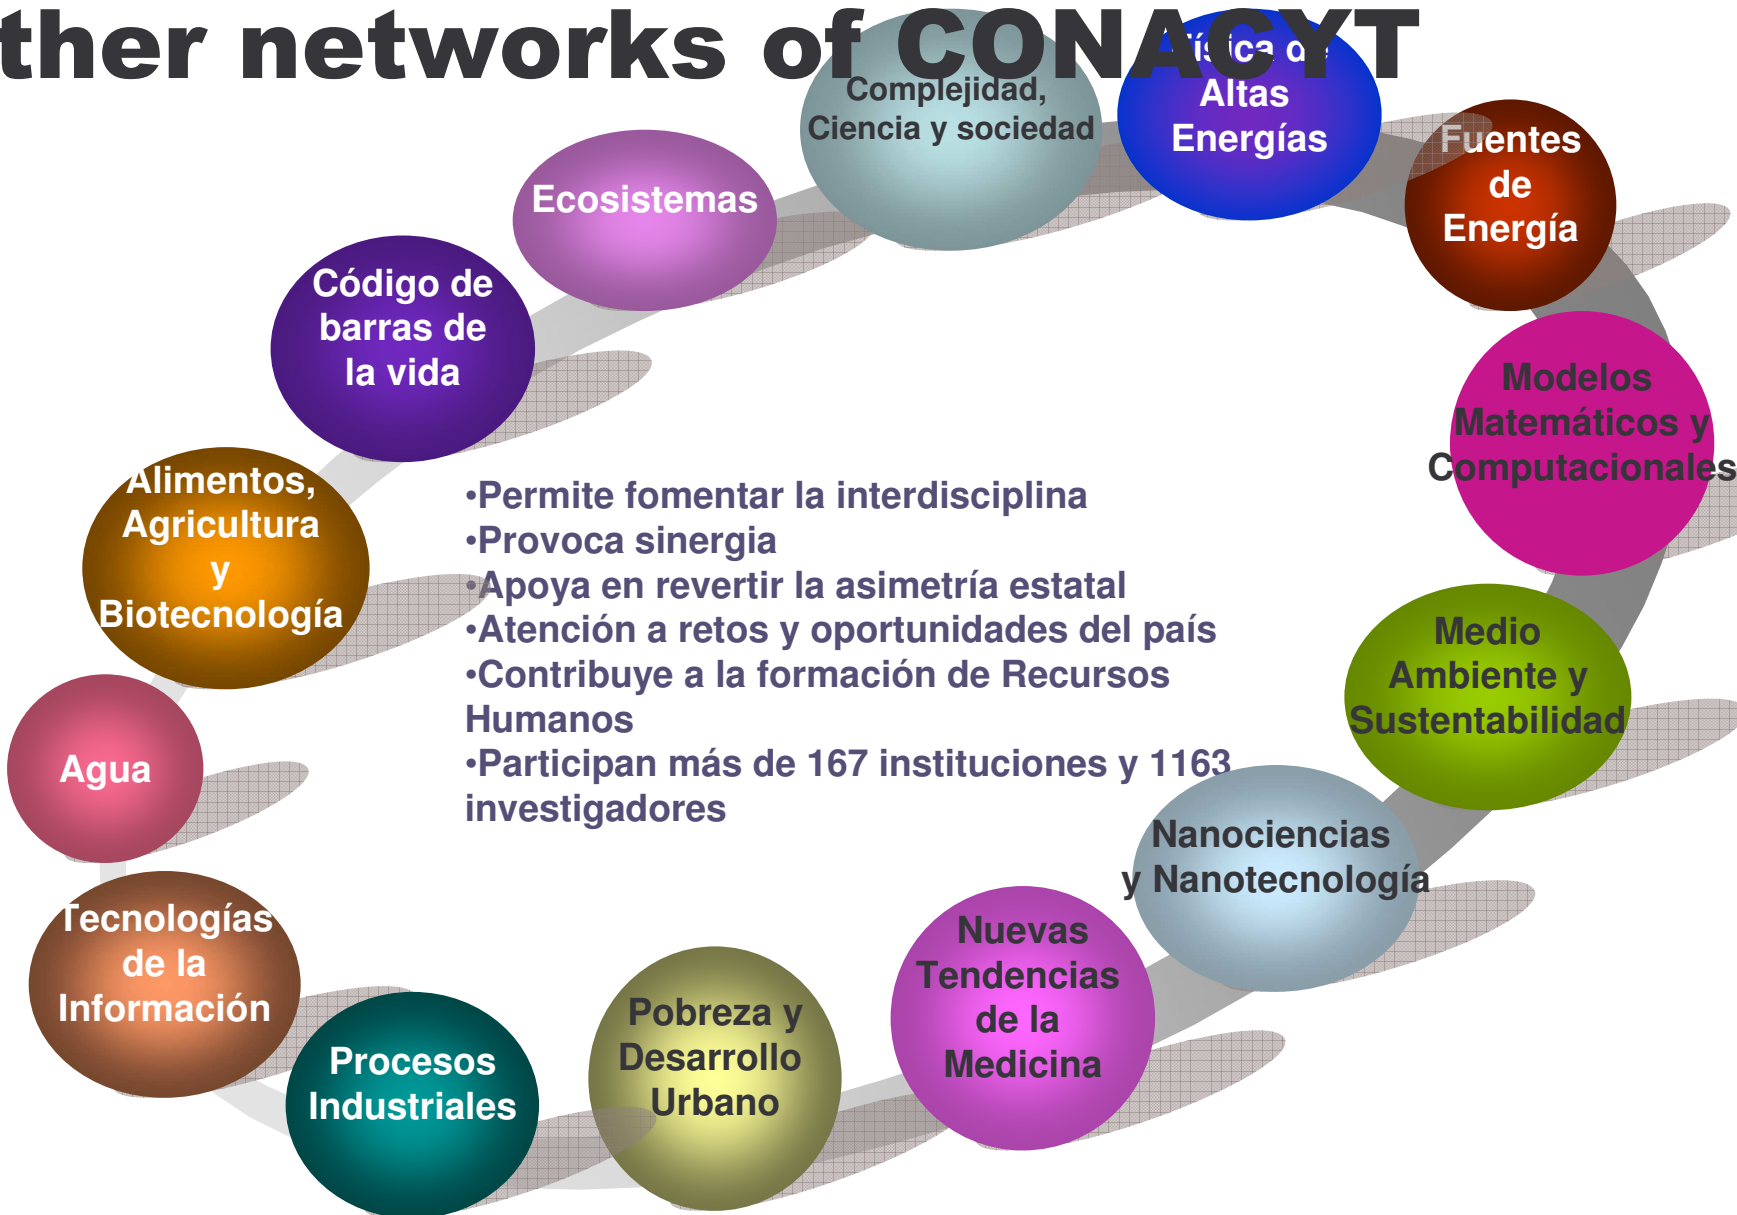 ther networks of CONACYT
Complejidad,
Ciencia y sociedad
Física de
Altas
Energías
Fuentes
de
Energía
Ecosistemas
Código de
barras de
la vida
Modelos
Matemáticos y
Computacionales
Alimentos,
Agricultura
y
Biotecnología
•Permite fomentar la interdisciplina
•Provoca sinergia
•Apoya en revertir la asimetría estatal
•Atención a retos y oportunidades del país
•Contribuye a la formación de Recursos
Humanos
•Participan más de 167 instituciones y 1163
investigadores
Medio
Ambiente y
Sustentabilidad
Agua
Nanociencias
y Nanotecnología
Tecnologías
de la
Información
Nuevas
Tendencias
de la
Medicina
Pobreza y
Desarrollo
Urbano
Procesos
Industriales